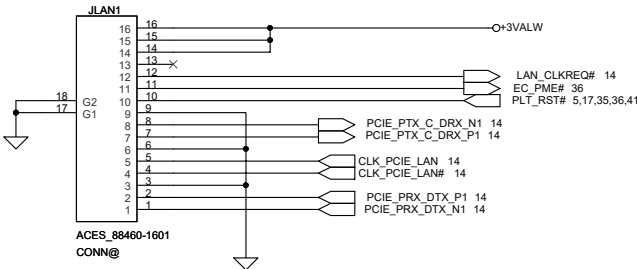 JLAN1
16 16 +3VALW
15 15
14 14
13 13
12 12 LAN_CLKREQ# 14
11 11 EC_PME# 36
18 G2 10 10 PLT_RST# 5,17,35,36,41
17 G1 9 9
8 8 PCIE_PTX_C_DRX_N1 14
7 7 PCIE_PTX_C_DRX_P1 14
6 6
5 5 CLK_PCIE_LAN 14
4 4 CLK_PCIE_LAN# 14
3 3
2 2 PCIE_PRX_DTX_P1 14
1 1 PCIE_PRX_DTX_N1 14
ACES_88460-1601
CONN@